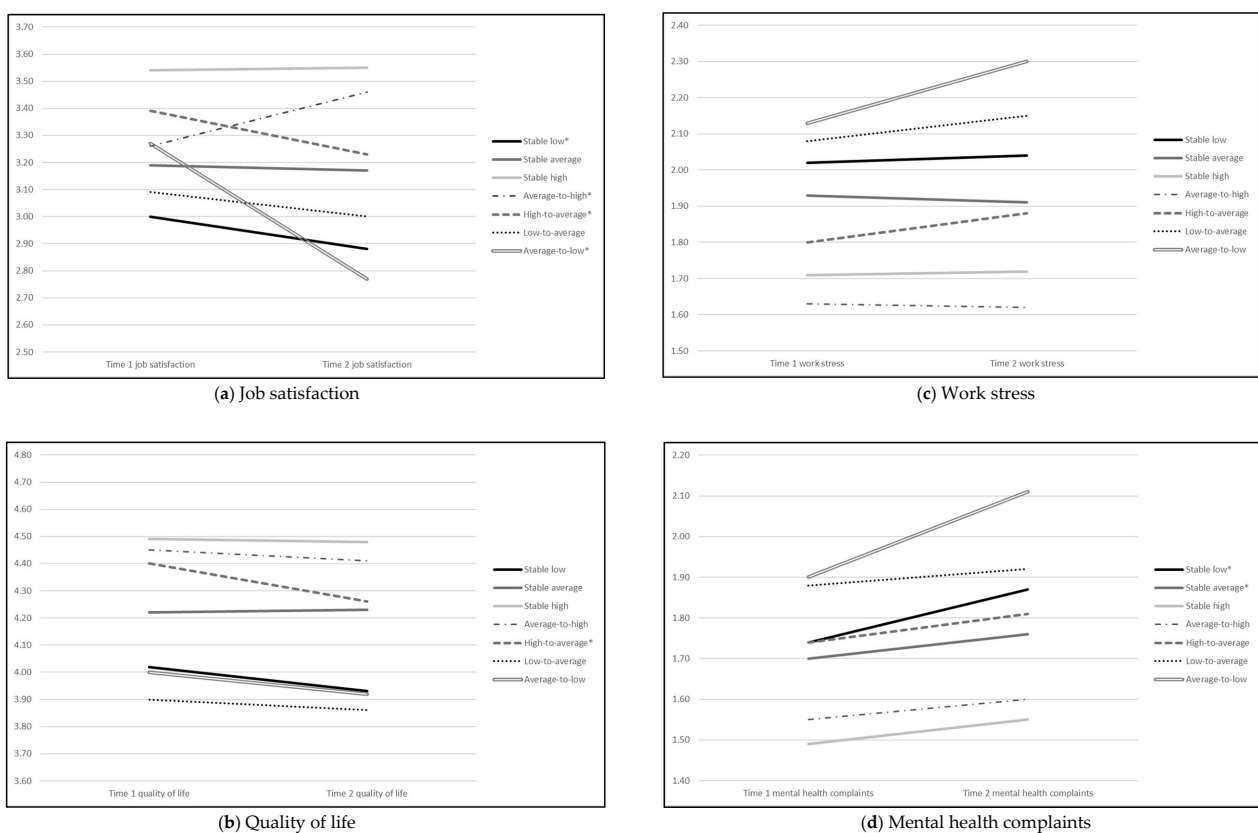 3.70
3.60
3.50
3.40
3.30
3.20
3.10
3.00
2.90
2.80
2.70
2.60
2.50
Time 1 job satisfaction
Time 2 job satisfaction
Stable low*
Stable average
Stable high
Average-to-high*
High-to-average*
Low-to-average
Average-to-low*
(a) Job satisfaction
2.40
2.30
2.20
2.10
2.00
1.90
1.80
1.70
1.60
1.50
Time 1 work stress
Time 2 work stress
Stable low
Stable average
Stable high
Average-to-high
High-to-average
Low-to-average
Average-to-low
(c) Work stress
4.80
4.70
4.60
4.50
4.40
4.30
4.20
4.10
4.00
3.90
3.80
3.70
3.60
Time 1 quality of life
Time 2 quality of life
Stable low
Stable average
Stable high
Average-to-high
High-to-average*
Low-to-average
Average-to-low
(b) Quality of life
2.20
2.10
2.00
1.90
1.80
1.70
1.60
1.50
1.40
Time 1 mental health complaints
Time 2 mental health complaints
Stable low*
Stable average*
Stable high
Average-to-high
High-to-average
Low-to-average
Average-to-low
(d) Mental health complaints